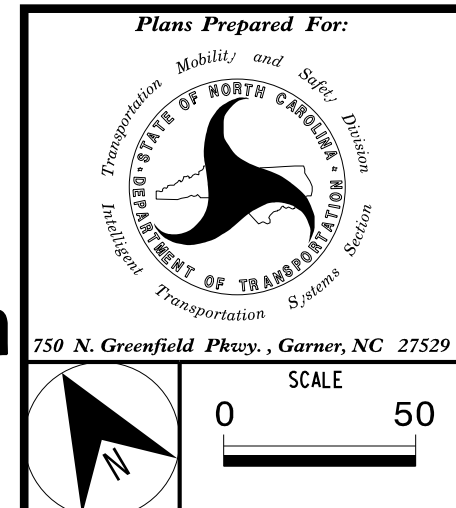 Plans Prepared For:
Transportation Mobility and Safety Division
STATE OF NORTH CAROLINA
DEPARTMENT OF TRANSPORTATION
Intelligent Transportation Systems Section
750 N. Greenfield Pkwy., Garner, NC 27529
SCALE
0 50
N